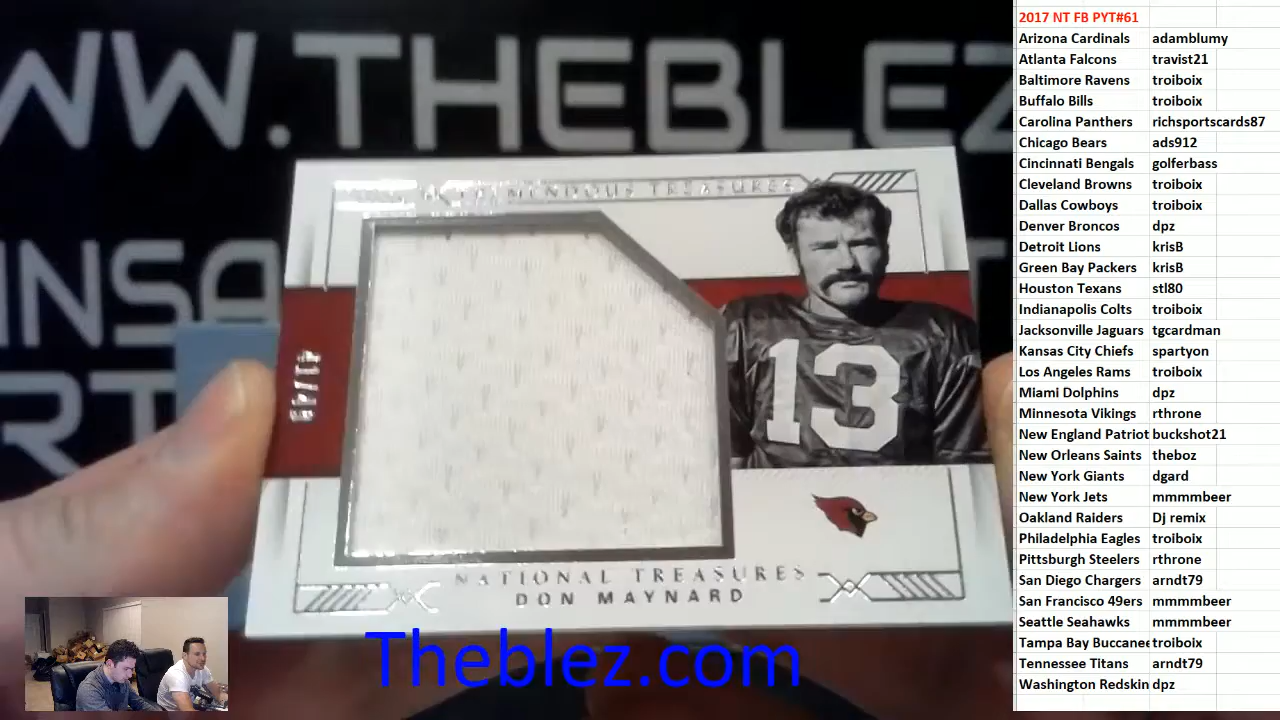 WW.THEBLEZ
INSA
RT
TREMENDOUS TREASURES
13
NATIONAL TREASURES
DON MAYNARD
Theblez.com
2017 NT FB PYT#61
Arizona Cardinals adamblumy
Atlanta Falcons travist21
Baltimore Ravens troiboix
Buffalo Bills troiboix
Carolina Panthers richsportscards87
Chicago Bears ads912
Cincinnati Bengals golferbass
Cleveland Browns troiboix
Dallas Cowboys troiboix
Denver Broncos dpz
Detroit Lions krisB
Green Bay Packers krisB
Houston Texans stl80
Indianapolis Colts troiboix
Jacksonville Jaguars tgcardman
Kansas City Chiefs spartyon
Los Angeles Rams troiboix
Miami Dolphins dpz
Minnesota Vikings rthrone
New England Patriot buckshot21
New Orleans Saints theboz
New York Giants dgard
New York Jets mmmmbeer
Oakland Raiders Dj remix
Philadelphia Eagles troiboix
Pittsburgh Steelers rthrone
San Diego Chargers arndt79
San Francisco 49ers mmmmbeer
Seattle Seahawks mmmmbeer
Tampa Bay Buccanee troiboix
Tennessee Titans arndt79
Washington Redskin dpz